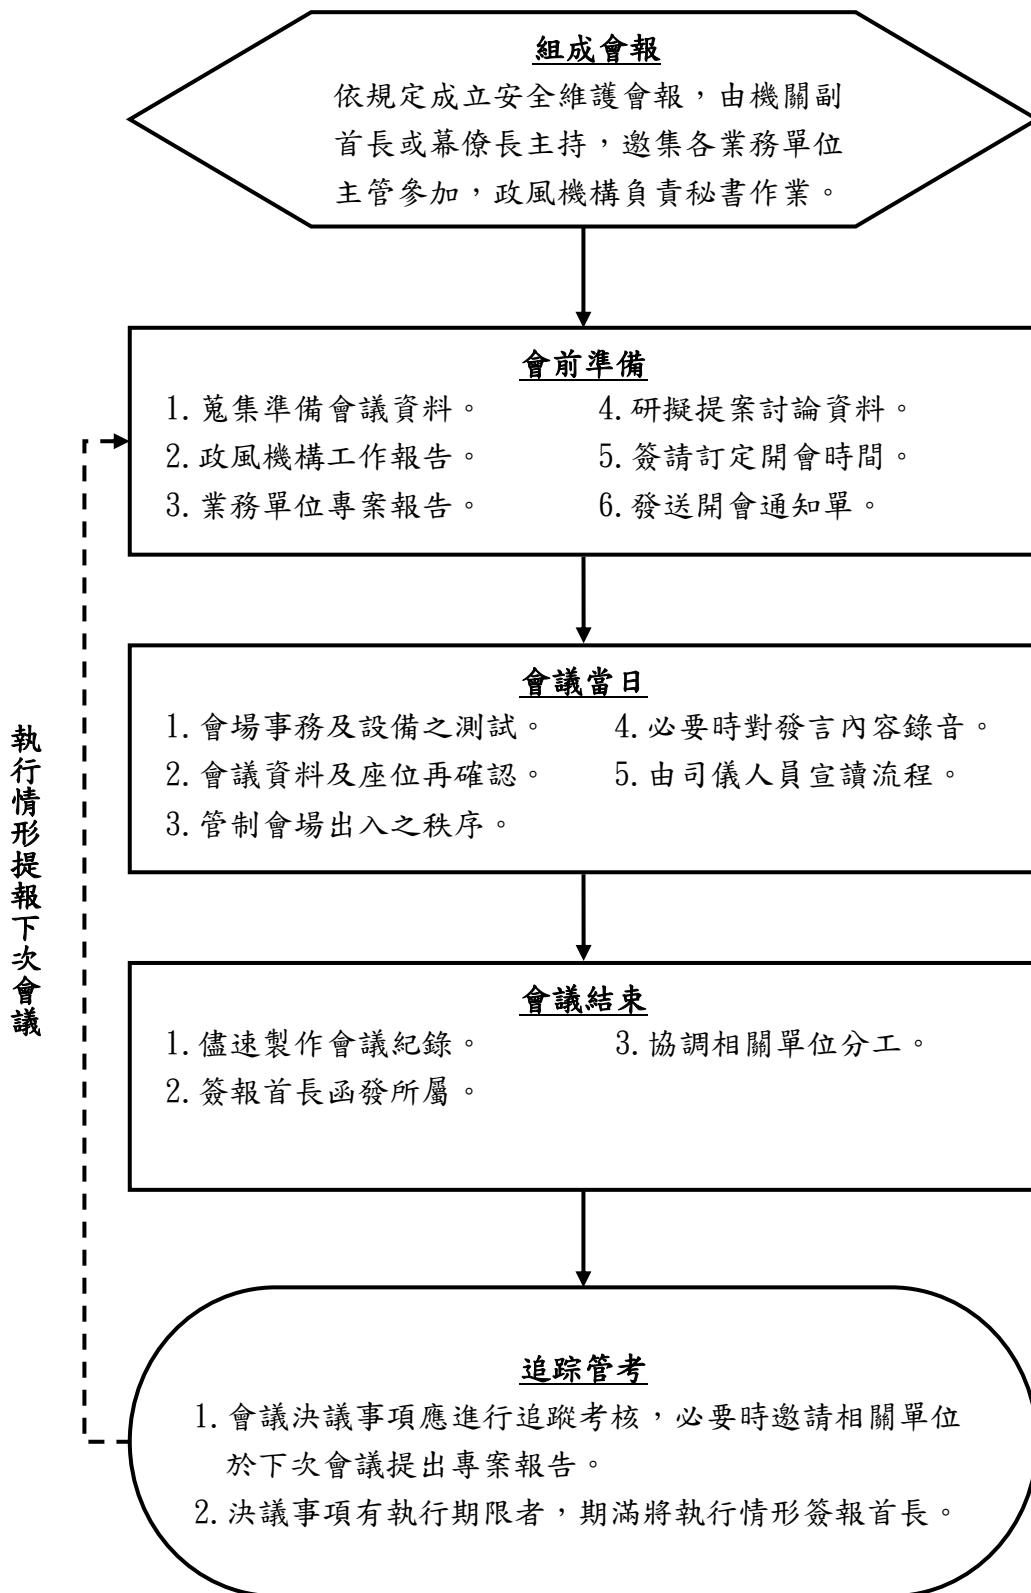 組成會報
依規定成立安全維護會報，由機關副
首長或幕僚長主持，邀集各業務單位
主管參加，政風機構負責秘書作業。
會前準備
1.蒐集準備會議資料。
2.政風機構工作報告。
3.業務單位專案報告。
4.研擬提案討論資料。
5.簽請訂定開會時間。
6.發送開會通知單。
會議當日
1.會場事務及設備之測試。
2.會議資料及座位再確認。
3.管制會場出入之秩序。
4.必要時對發言內容錄音。
5.由司儀人員宣讀流程。
執行情形提報下次會議
會議結束
1.儘速製作會議紀錄。
2.簽報首長函發所屬。
3.協調相關單位分工。
追踪管考
1.會議決議事項應進行追蹤考核，必要時邀請相關單位
於下次會議提出專案報告。
2.決議事項有執行期限者，期滿將執行情形簽報首長。